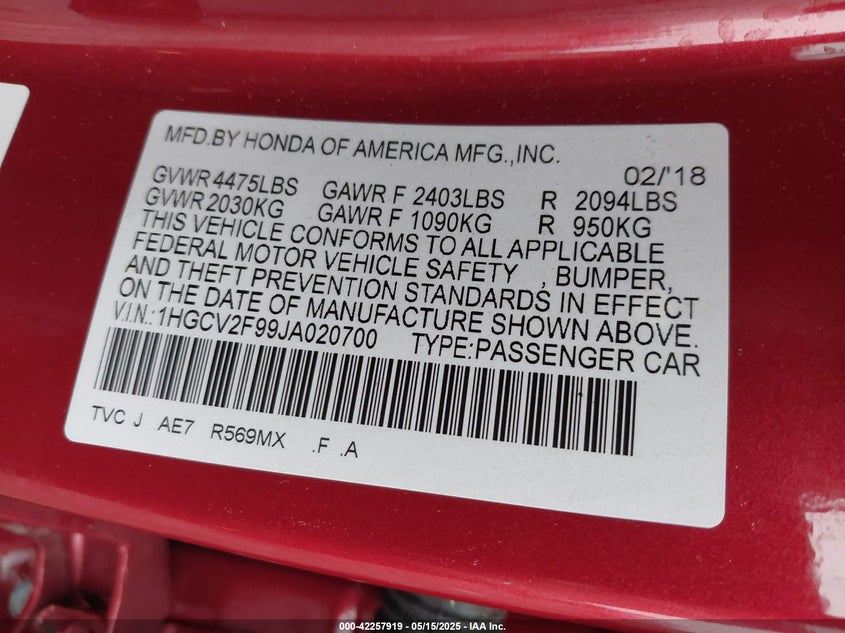 MFD.BY HONDA OF AMERICA MFG.,INC.
02/'18
GVWR 4475LBS GAWR F 2403LBS R 2094LBS
GVWR 2030KG GAWR F 1090KG R 950KG
THIS VEHICLE CONFORMS TO ALL APPLICABLE
FEDERAL MOTOR VEHICLE SAFETY , BUMPER,
AND THEFT PREVENTION STANDARDS IN EFFECT
ON THE DATE OF MANUFACTURE SHOWN ABOVE.
V.I.N.:1HGCV2F99JA020700 TYPE:PASSENGER CAR
TVC J AE7 R569MX .F .A
000-42257919 - 05/15/2025 - IAA Inc.